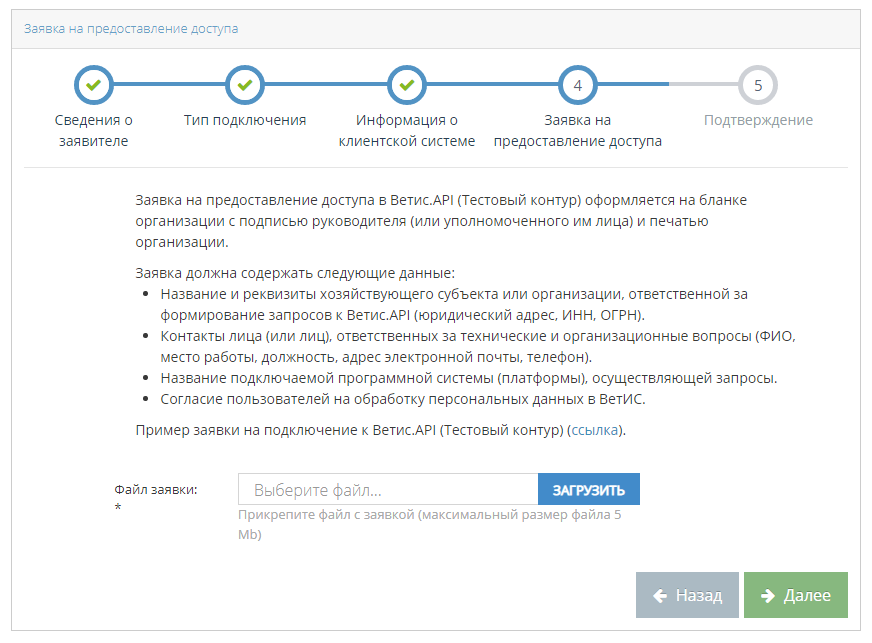 Заявка на предоставление доступа
4
5
Сведения о
заявителе
Тип подключения
Информация о
клиентской системе
Заявка на
предоставление доступа
Подтверждение
Заявка на предоставление доступа в Ветис.API (Тестовый контур) оформляется на бланке
организации с подписью руководителя (или уполномоченного им лица) и печатью
организации.
Заявка должна содержать следующие данные:
• Название и реквизиты хозяйствующего субъекта или организации, ответственной за
формирование запросов к Ветис.API (юридический адрес, ИНН, ОГРН).
• Контакты лица (или лиц), ответственных за технические и организационные вопросы (ФИО,
место работы, должность, адрес электронной почты, телефон).
• Название подключаемой программной системы (платформы), осуществляющей запросы.
• Согласие пользователей на обработку персональных данных в ВетИС.
Пример заявки на подключение к Ветис.API (Тестовый контур) (ссылка).
Файл заявки:
*
Выберите файл...
ЗАГРУЗИТЬ
Прикрепите файл с заявкой (максимальный размер файла 5
Mb)
Назад
Далее